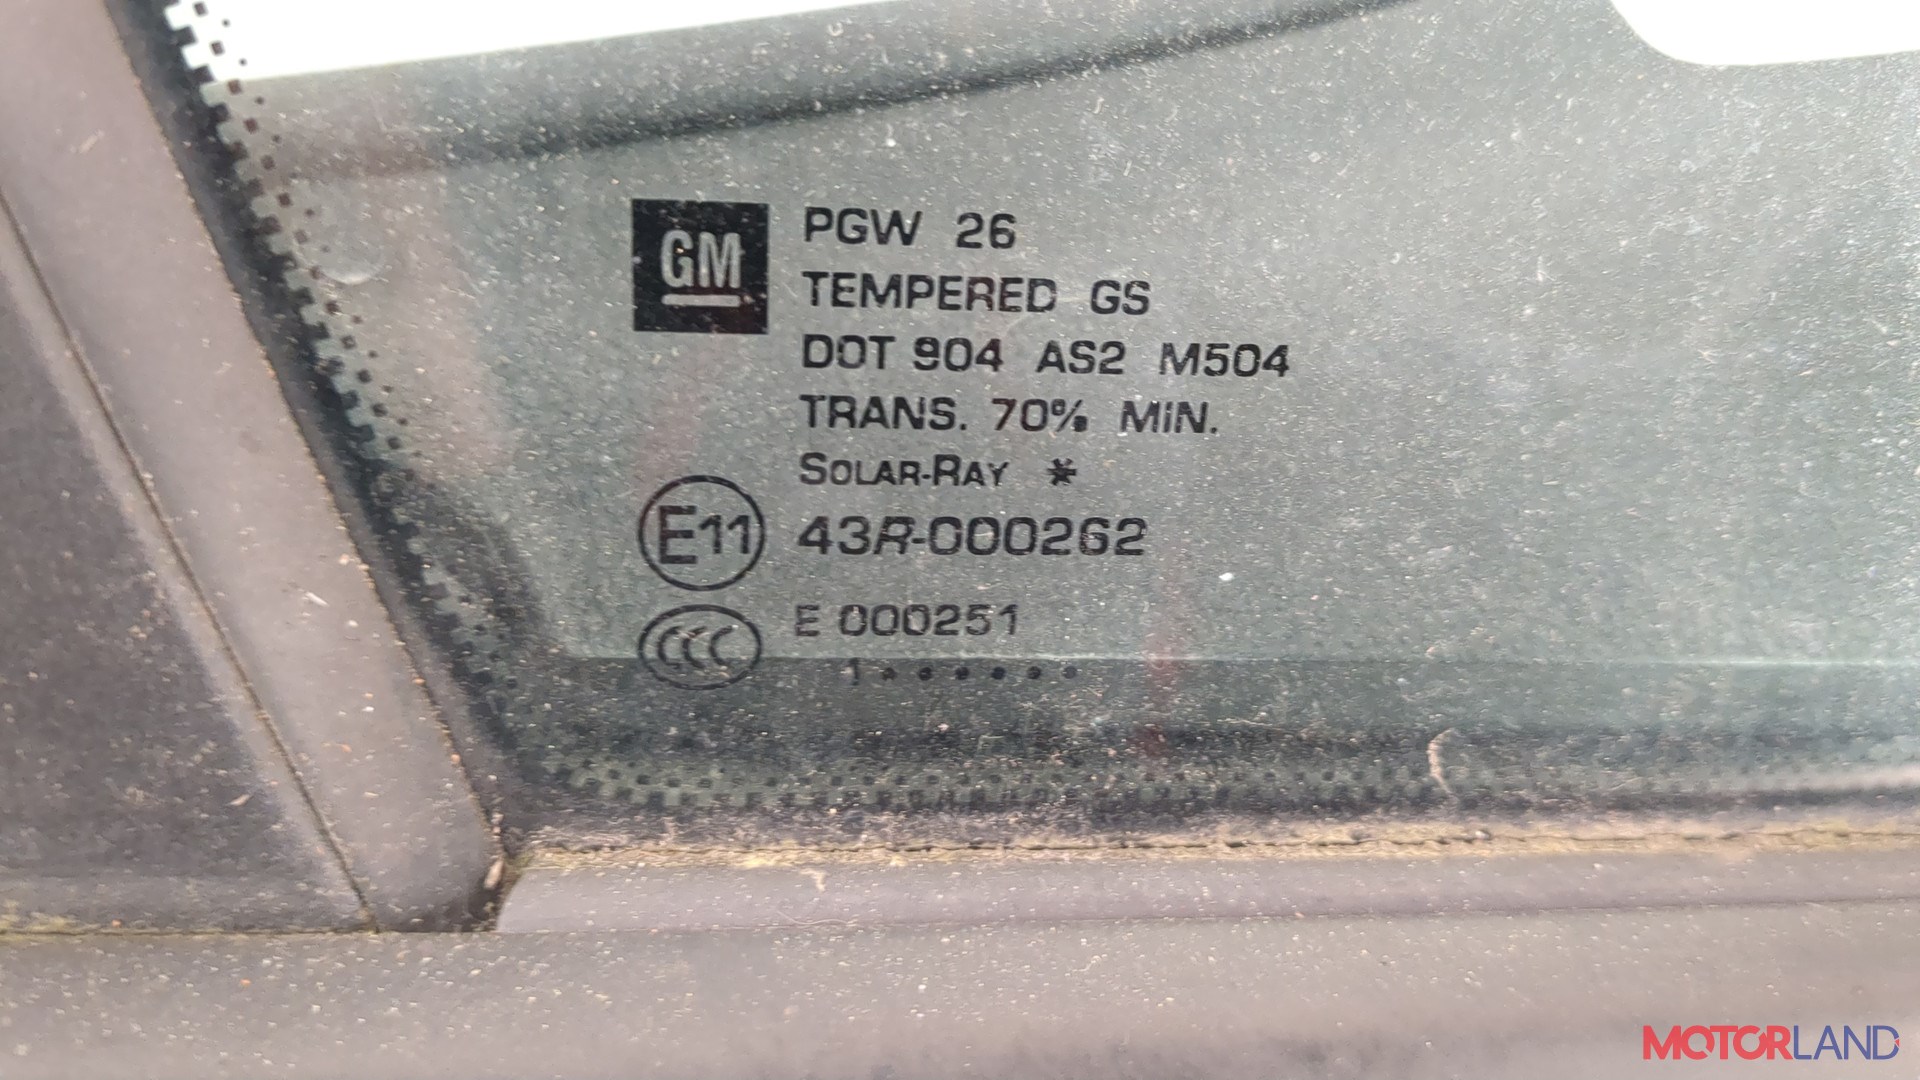 GM
PGW 26
TEMPERED GS
DOT 904 AS2 M504
TRANS. 70% MIN.
SOLAR-RAY *
E11 43R-000262
CCC E 000251
1 . . . . . .
MOTORLAND